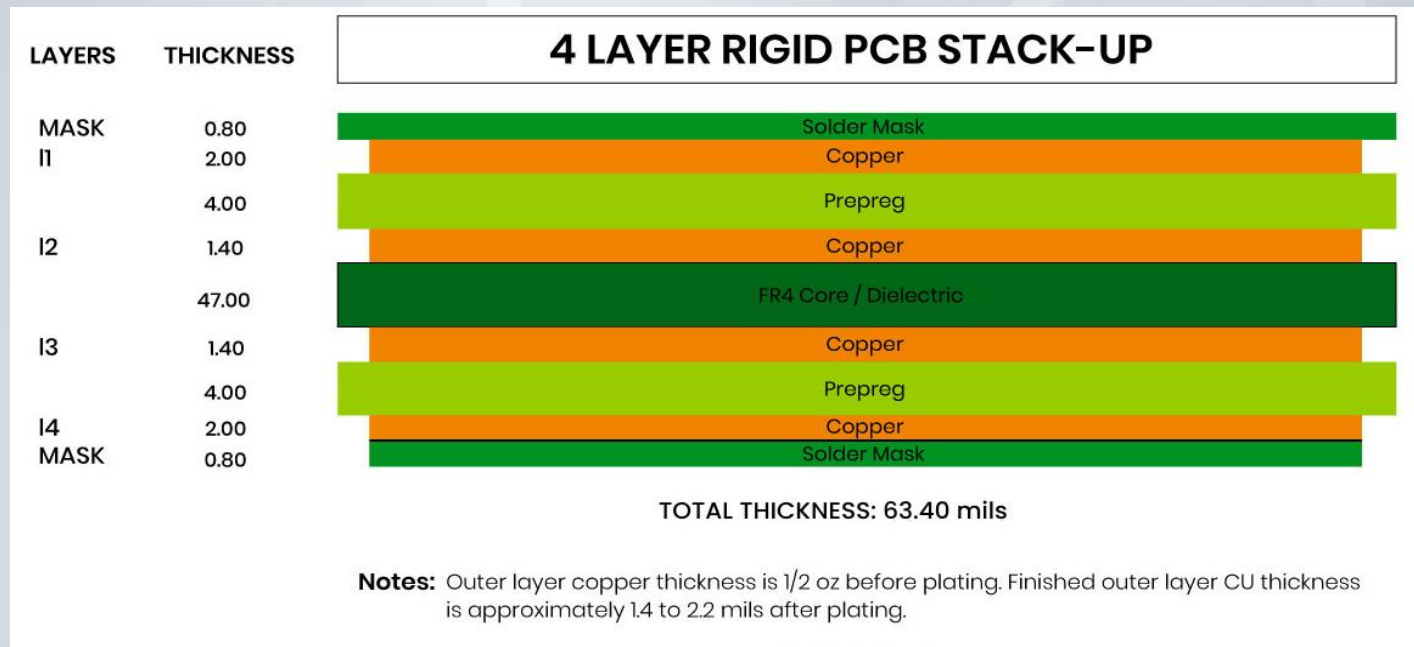 LAYERS THICKNESS 4 LAYER RIGID PCB STACK-UP
MASK 0.80 Solder Mask
l1 2.00 Copper
4.00 Prepreg
l2 1.40 Copper
47.00 FR4 Core / Dielectric
l3 1.40 Copper
4.00 Prepreg
l4 2.00 Copper
MASK 0.80 Solder Mask
TOTAL THICKNESS: 63.40 mils
Notes: Outer layer copper thickness is 1/2 oz before plating. Finished outer layer CU thickness
is approximately 1.4 to 2.2 mils after plating.